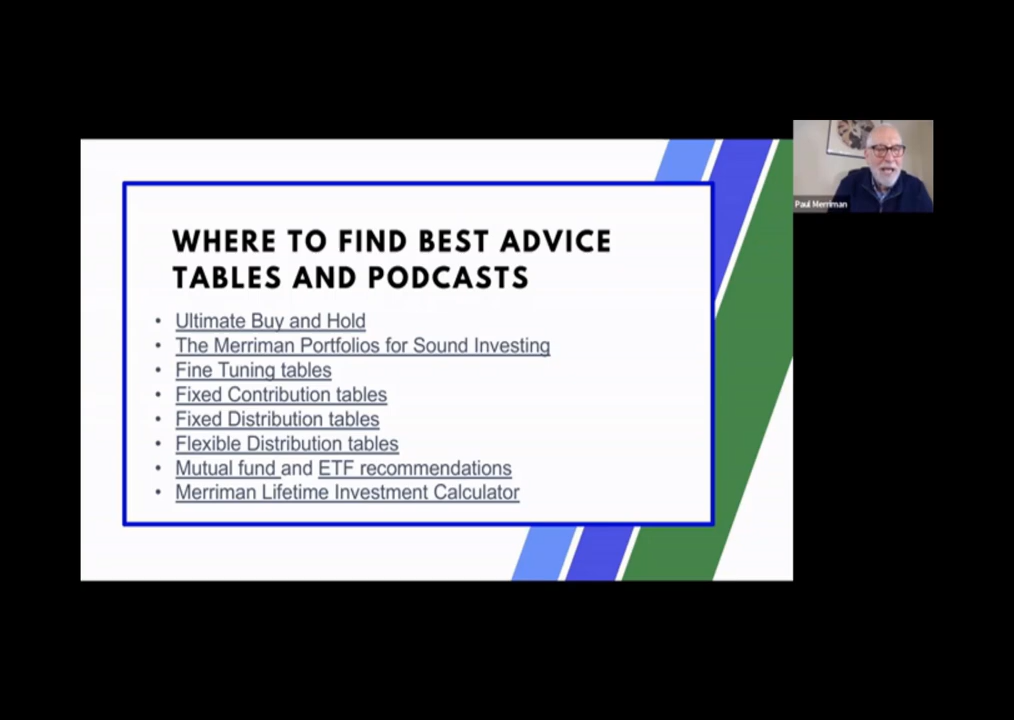 WHERE TO FIND BEST ADVICE
TABLES AND PODCASTS
• Ultimate Buy and Hold
• The Merriman Portfolios for Sound Investing
• Fine Tuning tables
• Fixed Contribution tables
• Fixed Distribution tables
• Flexible Distribution tables
• Mutual fund and ETF recommendations
• Merriman Lifetime Investment Calculator
Paul Merriman